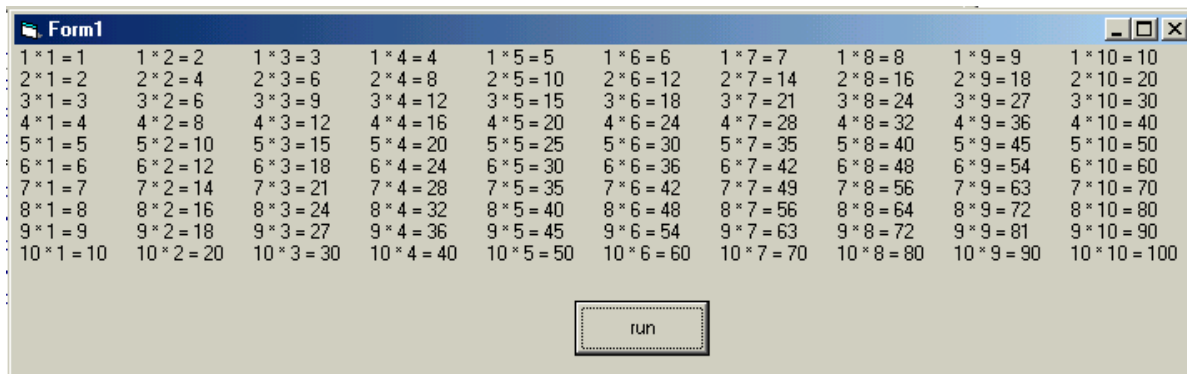 Form1
1 * 1 = 1 1 * 2 = 2 1 * 3 = 3 1 * 4 = 4 1 * 5 = 5 1 * 6 = 6 1 * 7 = 7 1 * 8 = 8 1 * 9 = 9 1 * 10 = 10
2 * 1 = 2 2 * 2 = 4 2 * 3 = 6 2 * 4 = 8 2 * 5 = 10 2 * 6 = 12 2 * 7 = 14 2 * 8 = 16 2 * 9 = 18 2 * 10 = 20
3 * 1 = 3 3 * 2 = 6 3 * 3 = 9 3 * 4 = 12 3 * 5 = 15 3 * 6 = 18 3 * 7 = 21 3 * 8 = 24 3 * 9 = 27 3 * 10 = 30
4 * 1 = 4 4 * 2 = 8 4 * 3 = 12 4 * 4 = 16 4 * 5 = 20 4 * 6 = 24 4 * 7 = 28 4 * 8 = 32 4 * 9 = 36 4 * 10 = 40
5 * 1 = 5 5 * 2 = 10 5 * 3 = 15 5 * 4 = 20 5 * 5 = 25 5 * 6 = 30 5 * 7 = 35 5 * 8 = 40 5 * 9 = 45 5 * 10 = 50
6 * 1 = 6 6 * 2 = 12 6 * 3 = 18 6 * 4 = 24 6 * 5 = 30 6 * 6 = 36 6 * 7 = 42 6 * 8 = 48 6 * 9 = 54 6 * 10 = 60
7 * 1 = 7 7 * 2 = 14 7 * 3 = 21 7 * 4 = 28 7 * 5 = 35 7 * 6 = 42 7 * 7 = 49 7 * 8 = 56 7 * 9 = 63 7 * 10 = 70
8 * 1 = 8 8 * 2 = 16 8 * 3 = 24 8 * 4 = 32 8 * 5 = 40 8 * 6 = 48 8 * 7 = 56 8 * 8 = 64 8 * 9 = 72 8 * 10 = 80
9 * 1 = 9 9 * 2 = 18 9 * 3 = 27 9 * 4 = 36 9 * 5 = 45 9 * 6 = 54 9 * 7 = 63 9 * 8 = 72 9 * 9 = 81 9 * 10 = 90
10 * 1 = 10 10 * 2 = 20 10 * 3 = 30 10 * 4 = 40 10 * 5 = 50 10 * 6 = 60 10 * 7 = 70 10 * 8 = 80 10 * 9 = 90 10 * 10 = 100
run